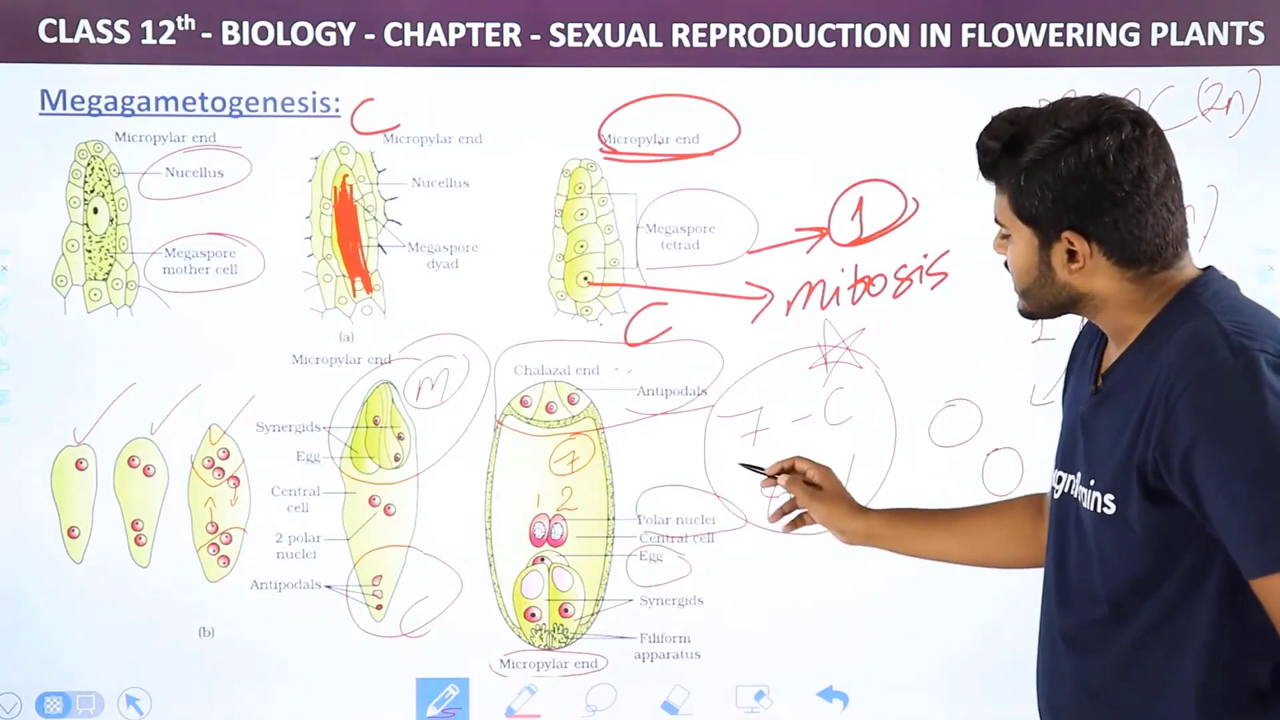 CLASS 12th - BIOLOGY - CHAPTER - SEXUAL REPRODUCTION IN FLOWERING PLANTS
Megagametogenesis:
C
Micropylar end
Nucellus
Megaspore
mother cell
Micropylar end
Nucellus
Megaspore
dyad
Micropylar end
Megaspore
tetrad
1
mitosis
C
C (2n)
(a)
Micropylar end
M
Synergids
Egg
Central
cell
2 polar
nuclei
Antipodals
C
(b)
Chalazal end
Antipodals
7
1 2
Polar nuclei
Central cell
Egg
Synergids
Filiform
apparatus
Micropylar end
7 - C